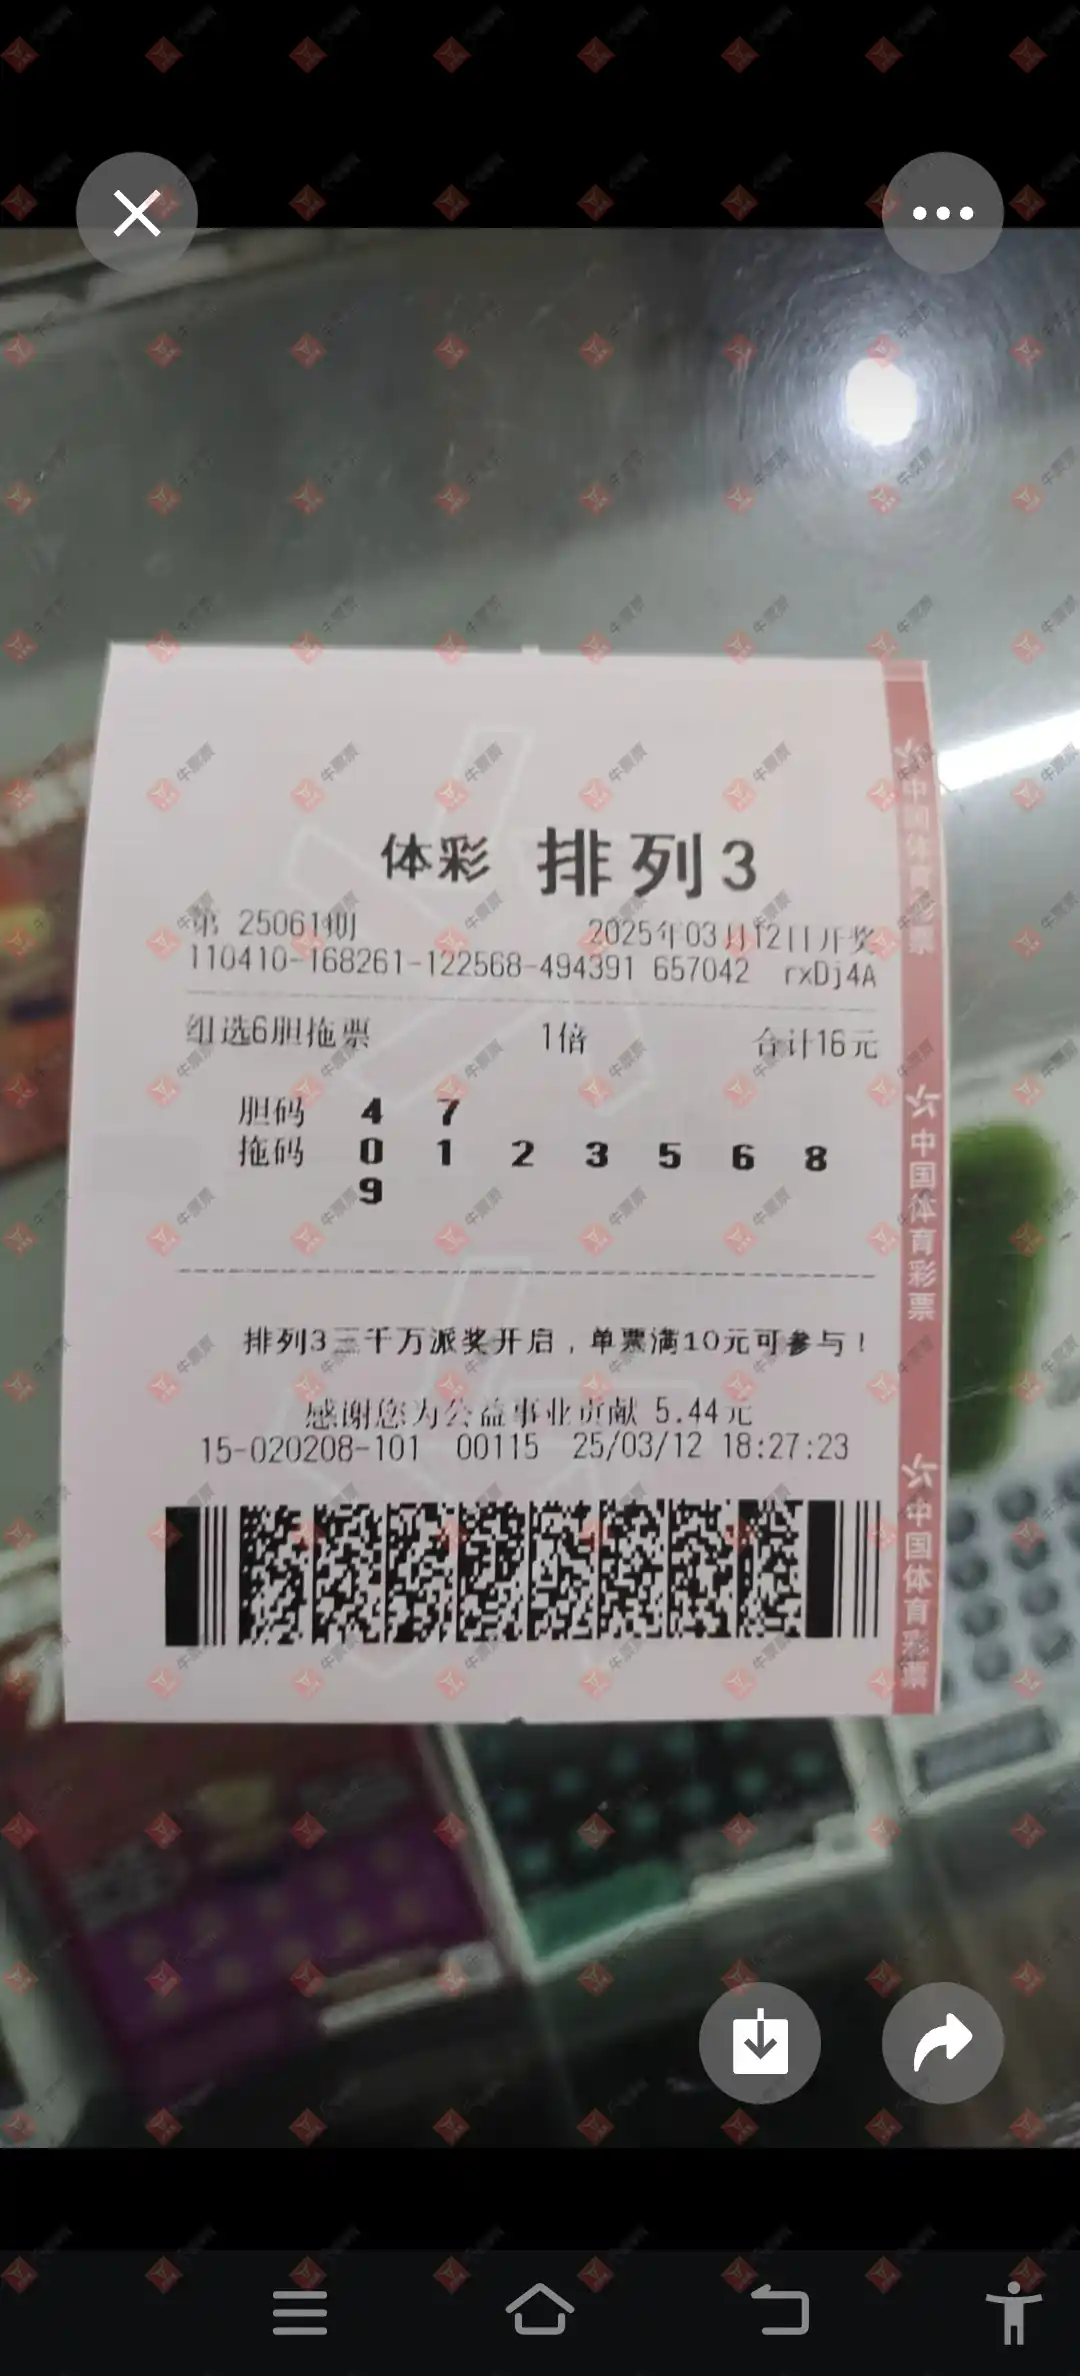 体彩 排列3
第 25061期 2025年03月12日开奖
110410-168261-122568-494391 657042 rxDj4A
组选6胆拖票 1倍 合计16元
胆码 4 7
拖码 0 1 2 3 5 6 8
9
排列3三千万派奖开启，单票满10元可参与！
感谢您为公益事业贡献 5.44元
15-020208-101 00115 25/03/12 18:27:23
中国体育彩票
中国体育彩票
中国体育彩票
牛票票